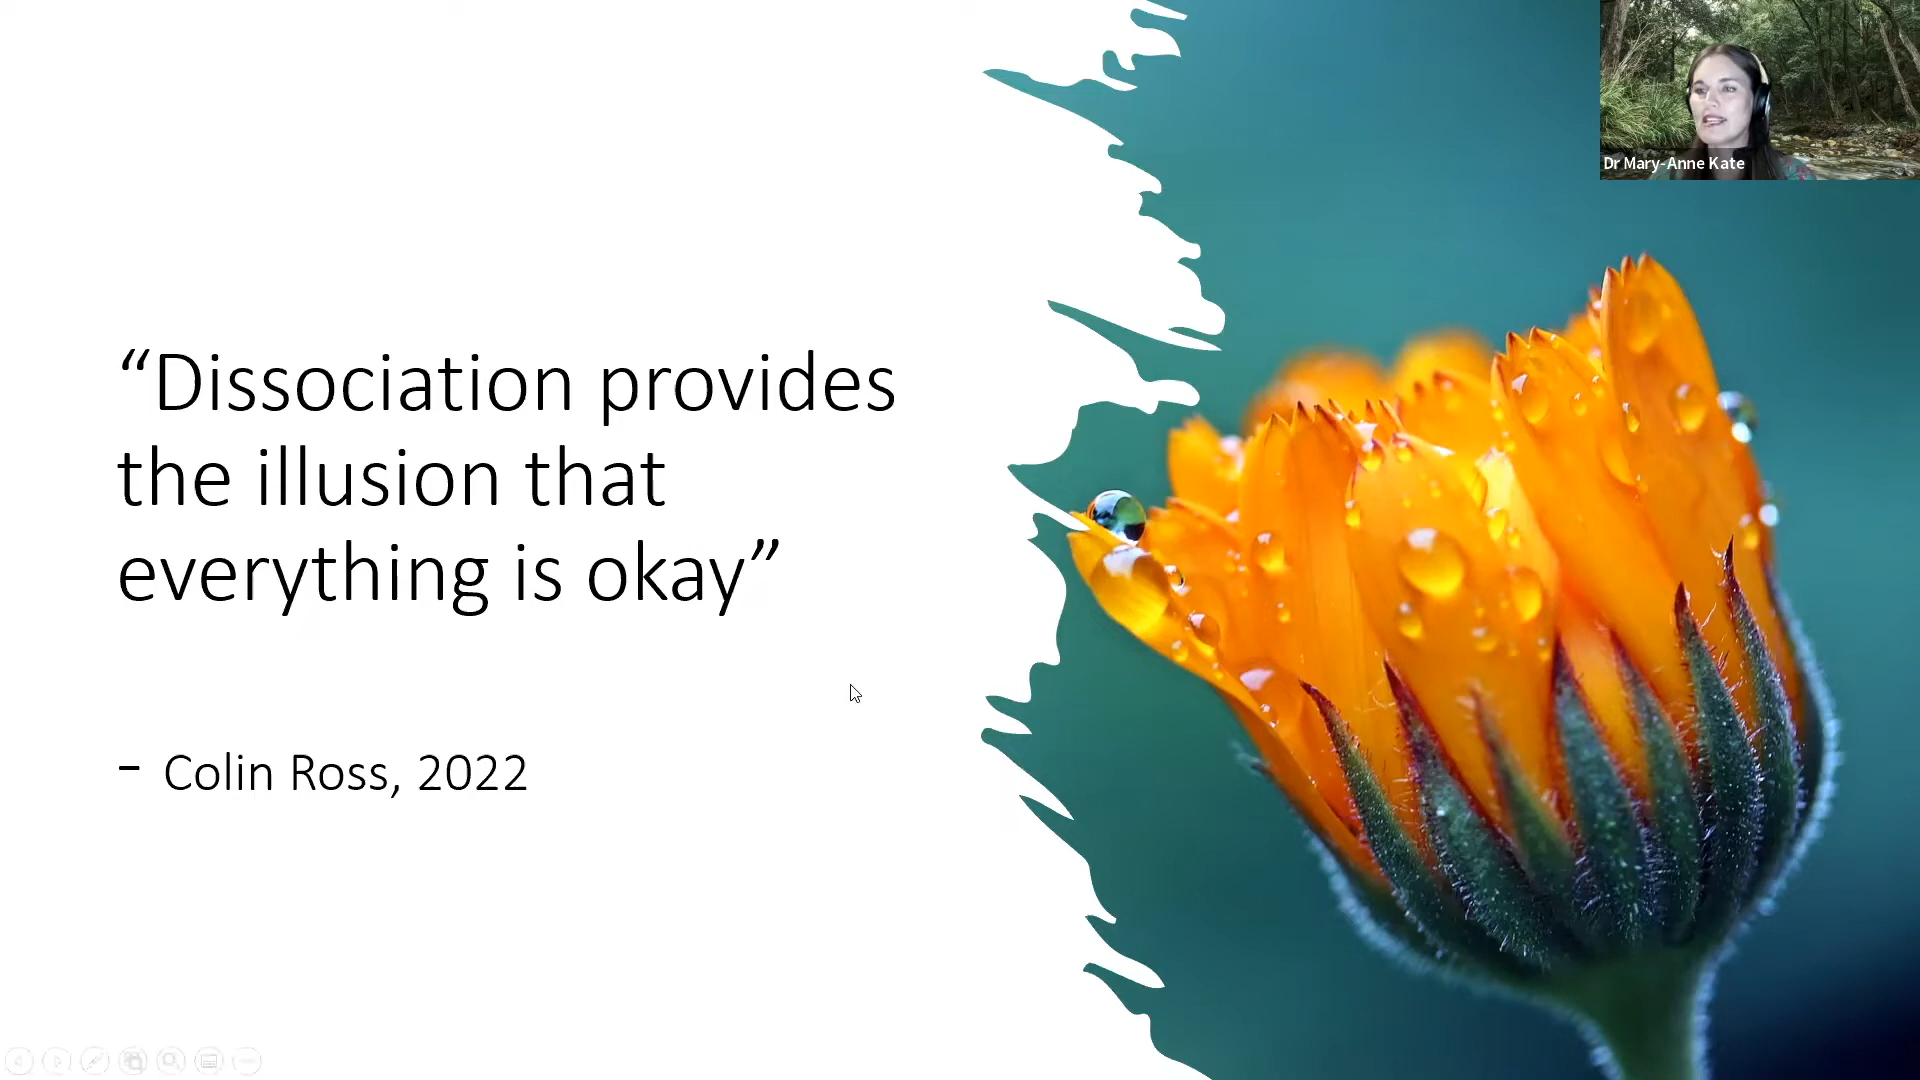 Dr Mary-Anne Kate
“Dissociation provides
the illusion that
everything is okay”
- Colin Ross, 2022